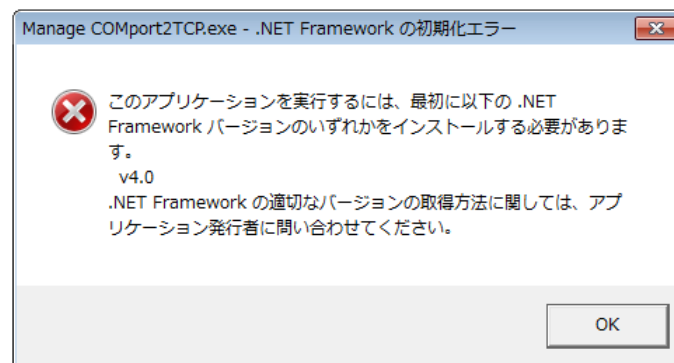 Manage COMport2TCP.exe - .NET Framework の初期化エラー
このアプリケーションを実行するには、最初に以下の .NET
Framework バージョンのいずれかをインストールする必要がありま
す。
v4.0
.NET Framework の適切なバージョンの取得方法に関しては、アプ
リケーション発行者に問い合わせてください。
OK